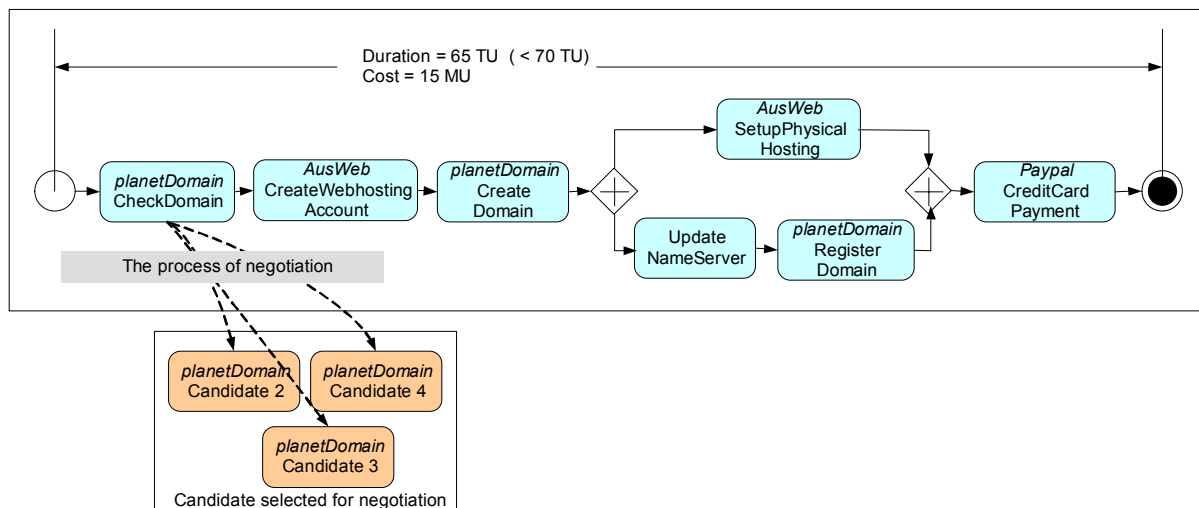 Duration = 65 TU  ( < 70 TU)
Cost = 15 MU
AusWeb
SetupPhysical
Hosting
planetDomain
CheckDomain
AusWeb
CreateWebhosting
Account
planetDomain
Create
Domain
Paypal
CreditCard
Payment
Update
NameServer
planetDomain
Register
Domain
The process of negotiation
planetDomain
Candidate 2
planetDomain
Candidate 4
planetDomain
Candidate 3
Candidate selected for negotiation